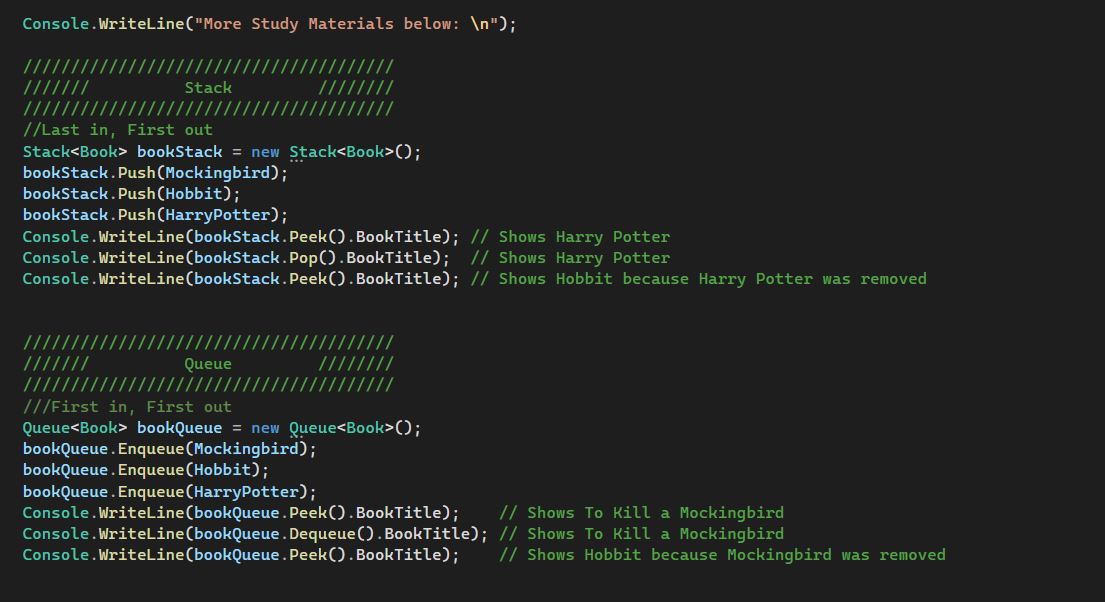 Console.WriteLine("More Study Materials below: \n");
///////////////////////////////////////
///////          Stack         ////////
///////////////////////////////////////
//Last in, First out
Stack<Book> bookStack = new Stack<Book>();
bookStack.Push(Mockingbird);
bookStack.Push(Hobbit);
bookStack.Push(HarryPotter);
Console.WriteLine(bookStack.Peek().BookTitle); // Shows Harry Potter
Console.WriteLine(bookStack.Pop().BookTitle);  // Shows Harry Potter
Console.WriteLine(bookStack.Peek().BookTitle); // Shows Hobbit because Harry Potter was removed
///////////////////////////////////////
///////          Queue         ////////
///////////////////////////////////////
///First in, First out
Queue<Book> bookQueue = new Queue<Book>();
bookQueue.Enqueue(Mockingbird);
bookQueue.Enqueue(Hobbit);
bookQueue.Enqueue(HarryPotter);
Console.WriteLine(bookQueue.Peek().BookTitle);    // Shows To Kill a Mockingbird
Console.WriteLine(bookQueue.Dequeue().BookTitle); // Shows To Kill a Mockingbird
Console.WriteLine(bookQueue.Peek().BookTitle);    // Shows Hobbit because Mockingbird was removed